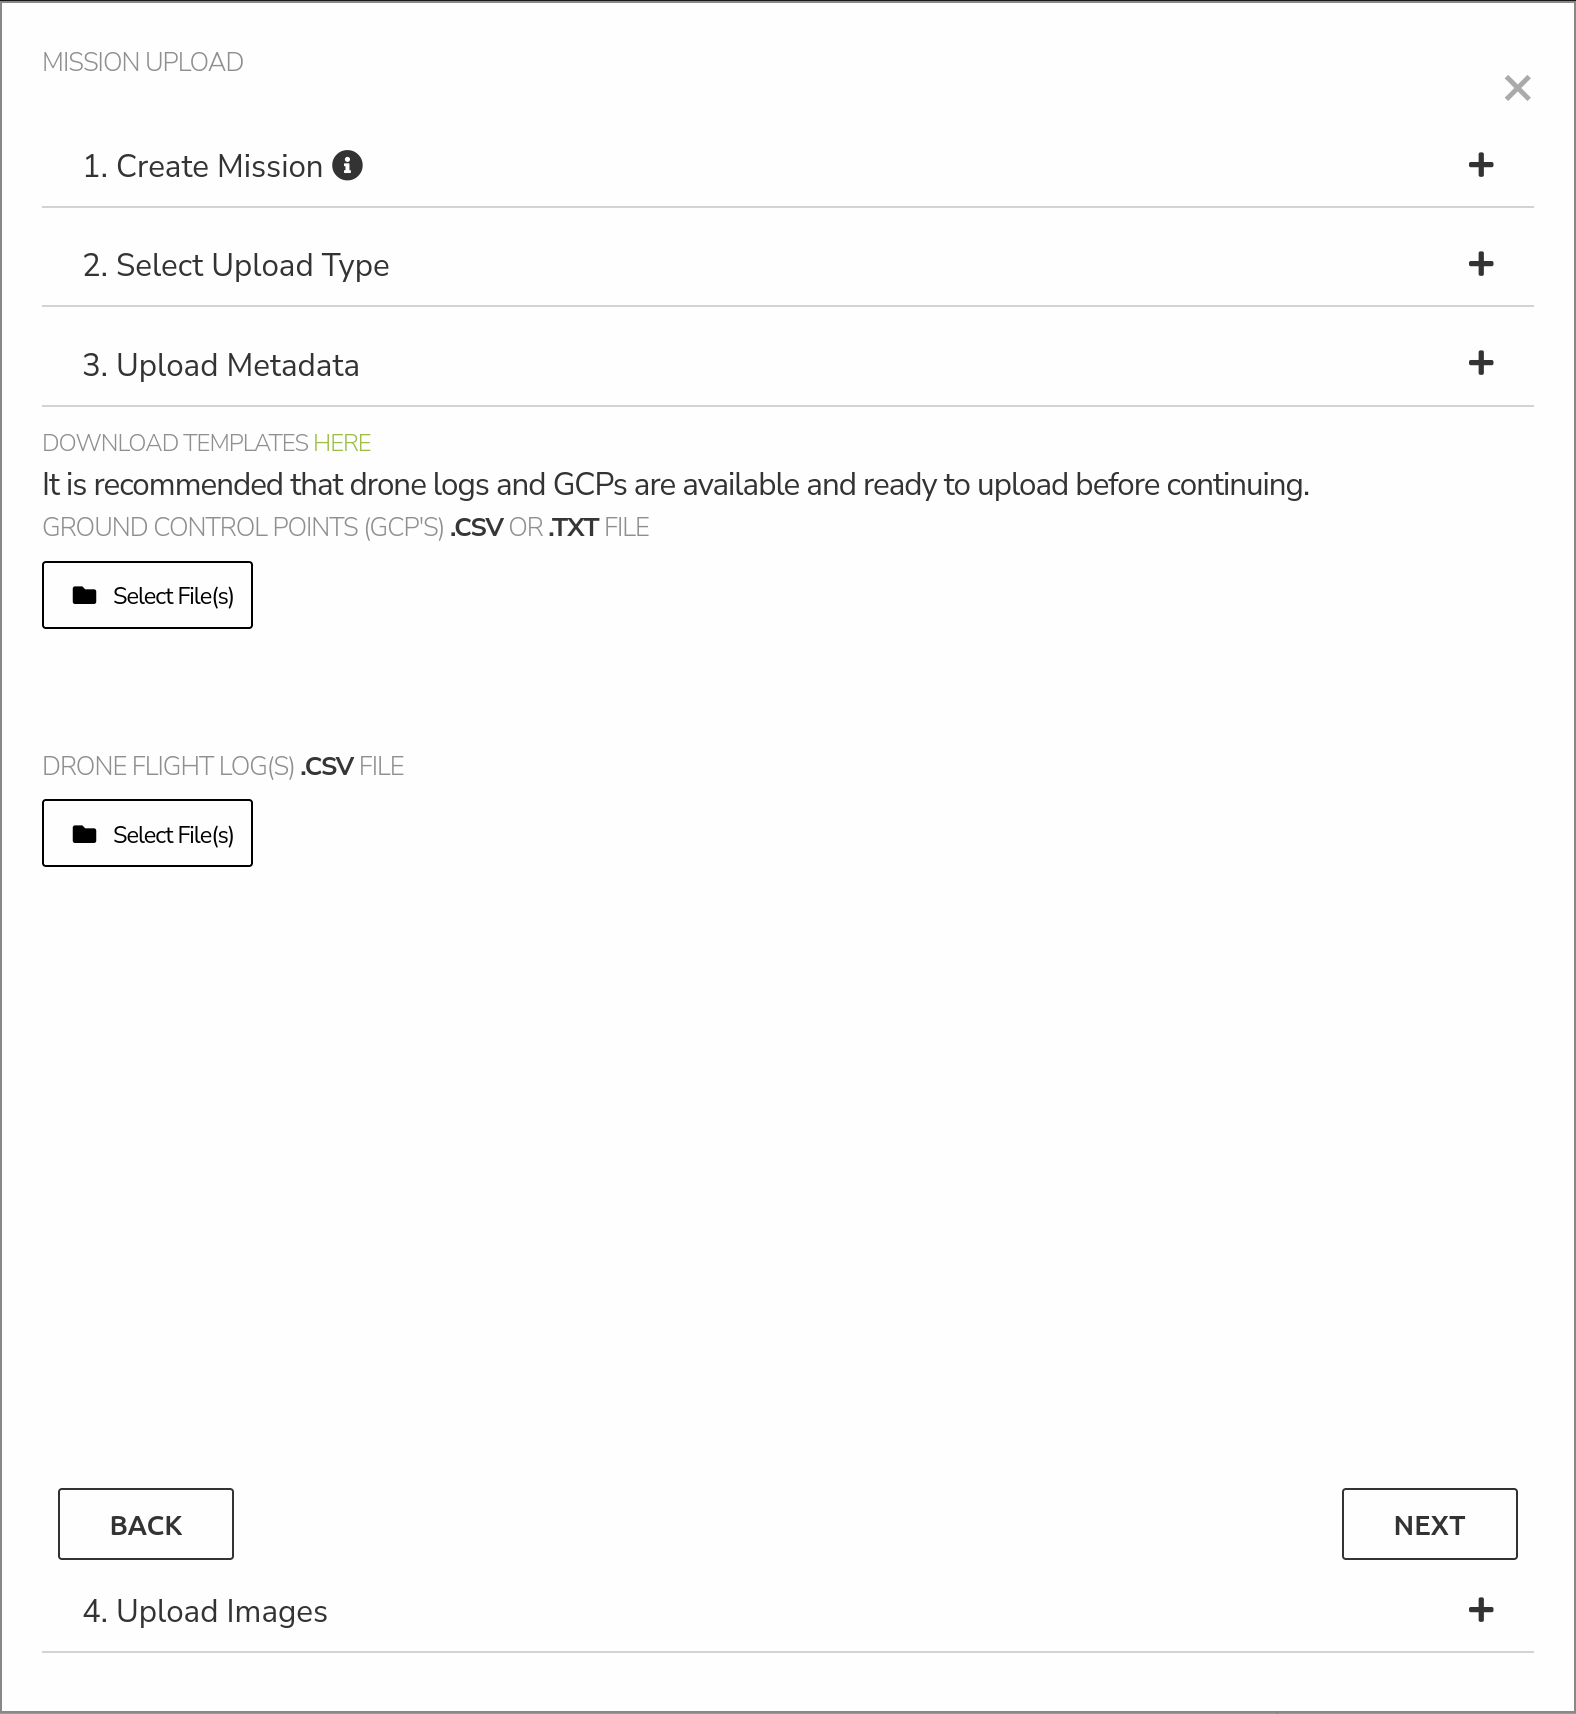 MISSION UPLOAD
1. Create Mission
2. Select Upload Type
3. Upload Metadata
DOWNLOAD TEMPLATES HERE
It is recommended that drone logs and GCPs are available and ready to upload before continuing.
GROUND CONTROL POINTS (GCP'S) .CSV OR .TXT FILE
Select File(s)
DRONE FLIGHT LOG(S) .CSV FILE
Select File(s)
BACK
NEXT
4. Upload Images